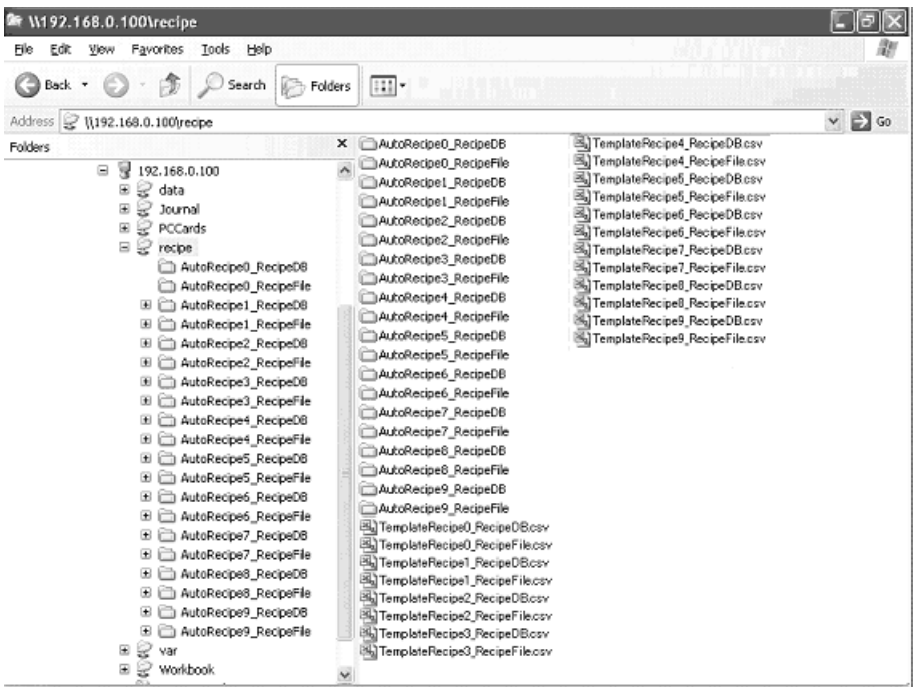 \\192.168.0.100\recipe
File Edit View Favorites Tools Help
Back Search Folders
Address \\192.168.0.100\recipe Go
Folders
192.168.0.100
data
Journal
PCCards
recipe
AutoRecipe0_RecipeDB
AutoRecipe0_RecipeFile
AutoRecipe1_RecipeDB
AutoRecipe1_RecipeFile
AutoRecipe2_RecipeDB
AutoRecipe2_RecipeFile
AutoRecipe3_RecipeDB
AutoRecipe3_RecipeFile
AutoRecipe4_RecipeDB
AutoRecipe4_RecipeFile
AutoRecipe5_RecipeDB
AutoRecipe5_RecipeFile
AutoRecipe6_RecipeDB
AutoRecipe6_RecipeFile
AutoRecipe7_RecipeDB
AutoRecipe7_RecipeFile
AutoRecipe8_RecipeDB
AutoRecipe8_RecipeFile
AutoRecipe9_RecipeDB
AutoRecipe9_RecipeFile
var
Workbook
AutoRecipe0_RecipeDB
AutoRecipe0_RecipeFile
AutoRecipe1_RecipeDB
AutoRecipe1_RecipeFile
AutoRecipe2_RecipeDB
AutoRecipe2_RecipeFile
AutoRecipe3_RecipeDB
AutoRecipe3_RecipeFile
AutoRecipe4_RecipeDB
AutoRecipe4_RecipeFile
AutoRecipe5_RecipeDB
AutoRecipe5_RecipeFile
AutoRecipe6_RecipeDB
AutoRecipe6_RecipeFile
AutoRecipe7_RecipeDB
AutoRecipe7_RecipeFile
AutoRecipe8_RecipeDB
AutoRecipe8_RecipeFile
AutoRecipe9_RecipeDB
AutoRecipe9_RecipeFile
TemplateRecipe0_RecipeDB.csv
TemplateRecipe0_RecipeFile.csv
TemplateRecipe1_RecipeDB.csv
TemplateRecipe1_RecipeFile.csv
TemplateRecipe2_RecipeDB.csv
TemplateRecipe2_RecipeFile.csv
TemplateRecipe3_RecipeDB.csv
TemplateRecipe3_RecipeFile.csv
TemplateRecipe4_RecipeDB.csv
TemplateRecipe4_RecipeFile.csv
TemplateRecipe5_RecipeDB.csv
TemplateRecipe5_RecipeFile.csv
TemplateRecipe6_RecipeDB.csv
TemplateRecipe6_RecipeFile.csv
TemplateRecipe7_RecipeDB.csv
TemplateRecipe7_RecipeFile.csv
TemplateRecipe8_RecipeDB.csv
TemplateRecipe8_RecipeFile.csv
TemplateRecipe9_RecipeDB.csv
TemplateRecipe9_RecipeFile.csv